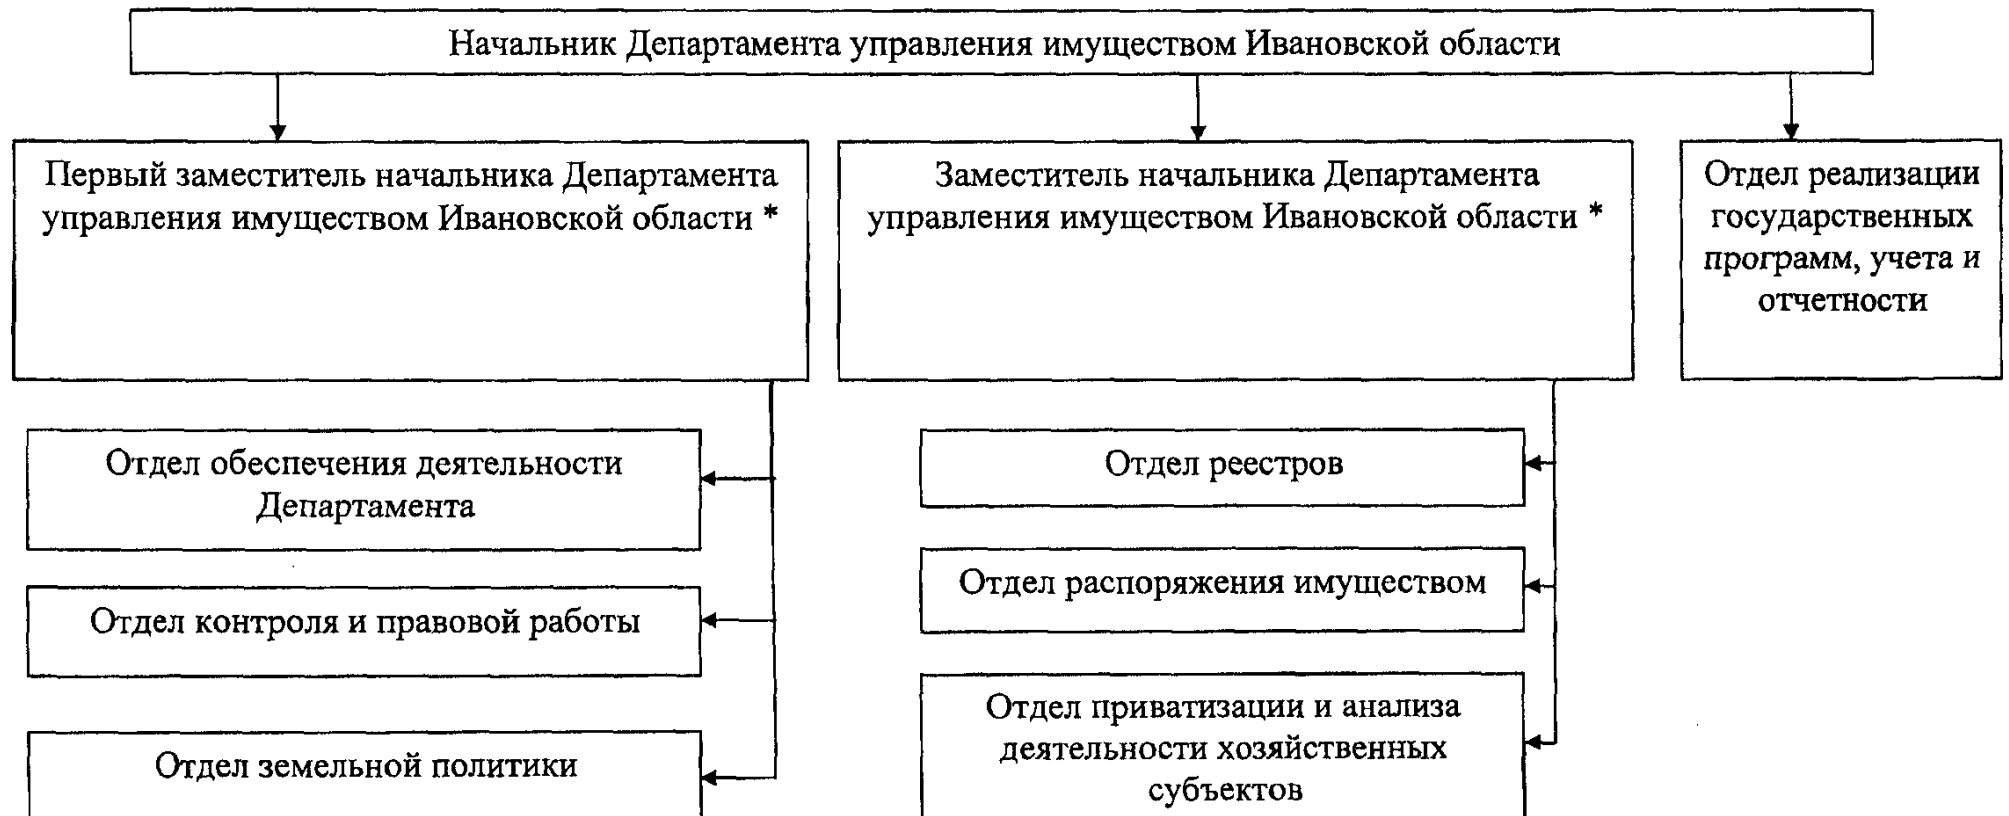 Начальник Департамента управления имуществом Ивановской области
Первый заместитель начальника Департамента
управления имуществом Ивановской области *
Заместитель начальника Департамента
управления имуществом Ивановской области *
Отдел реализации
государственных
программ, учета и
отчетности
Отдел обеспечения деятельности
Департамента
Отдел контроля и правовой работы
Отдел земельной политики
Отдел реестров
Отдел распоряжения имуществом
Отдел приватизации и анализа
деятельности хозяйственных
субъектов